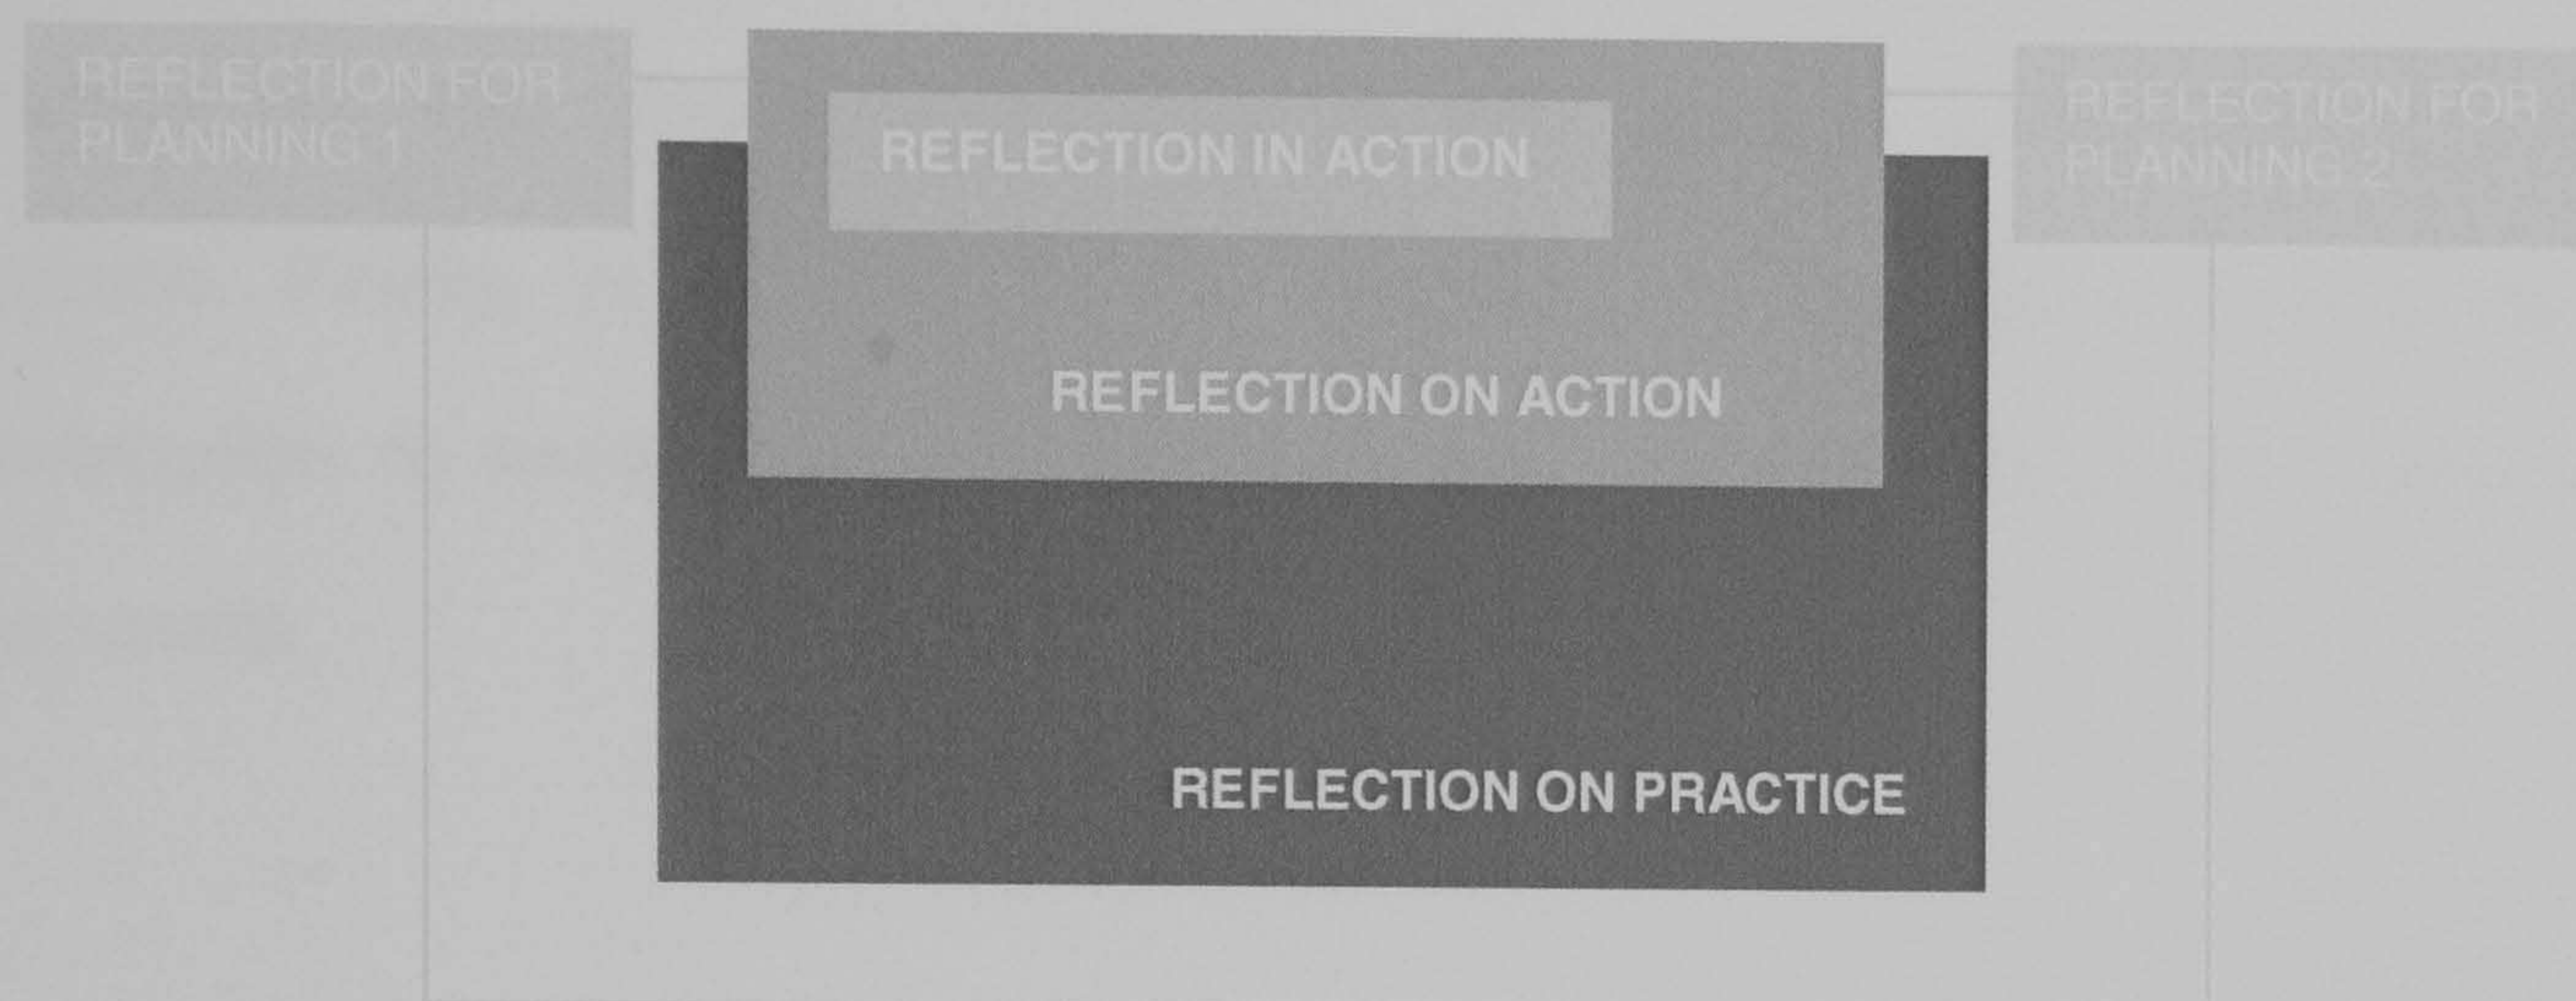 REFLECTION FOR
PLANNING 1
REFLECTION IN ACTION
REFLECTION ON ACTION
REFLECTION ON PRACTICE
REFLECTION FOR
PLANNING 2